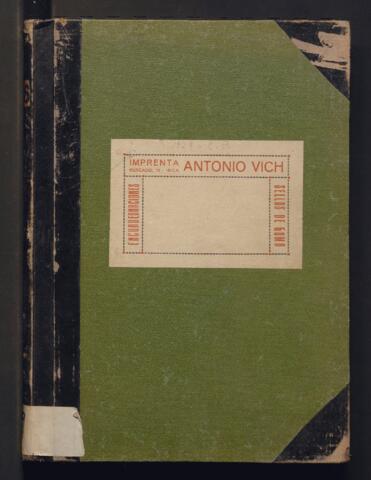 IMPRENTA
ANTONIO VICH
ENCUADERNACIONES
SELLOS DE GOMA